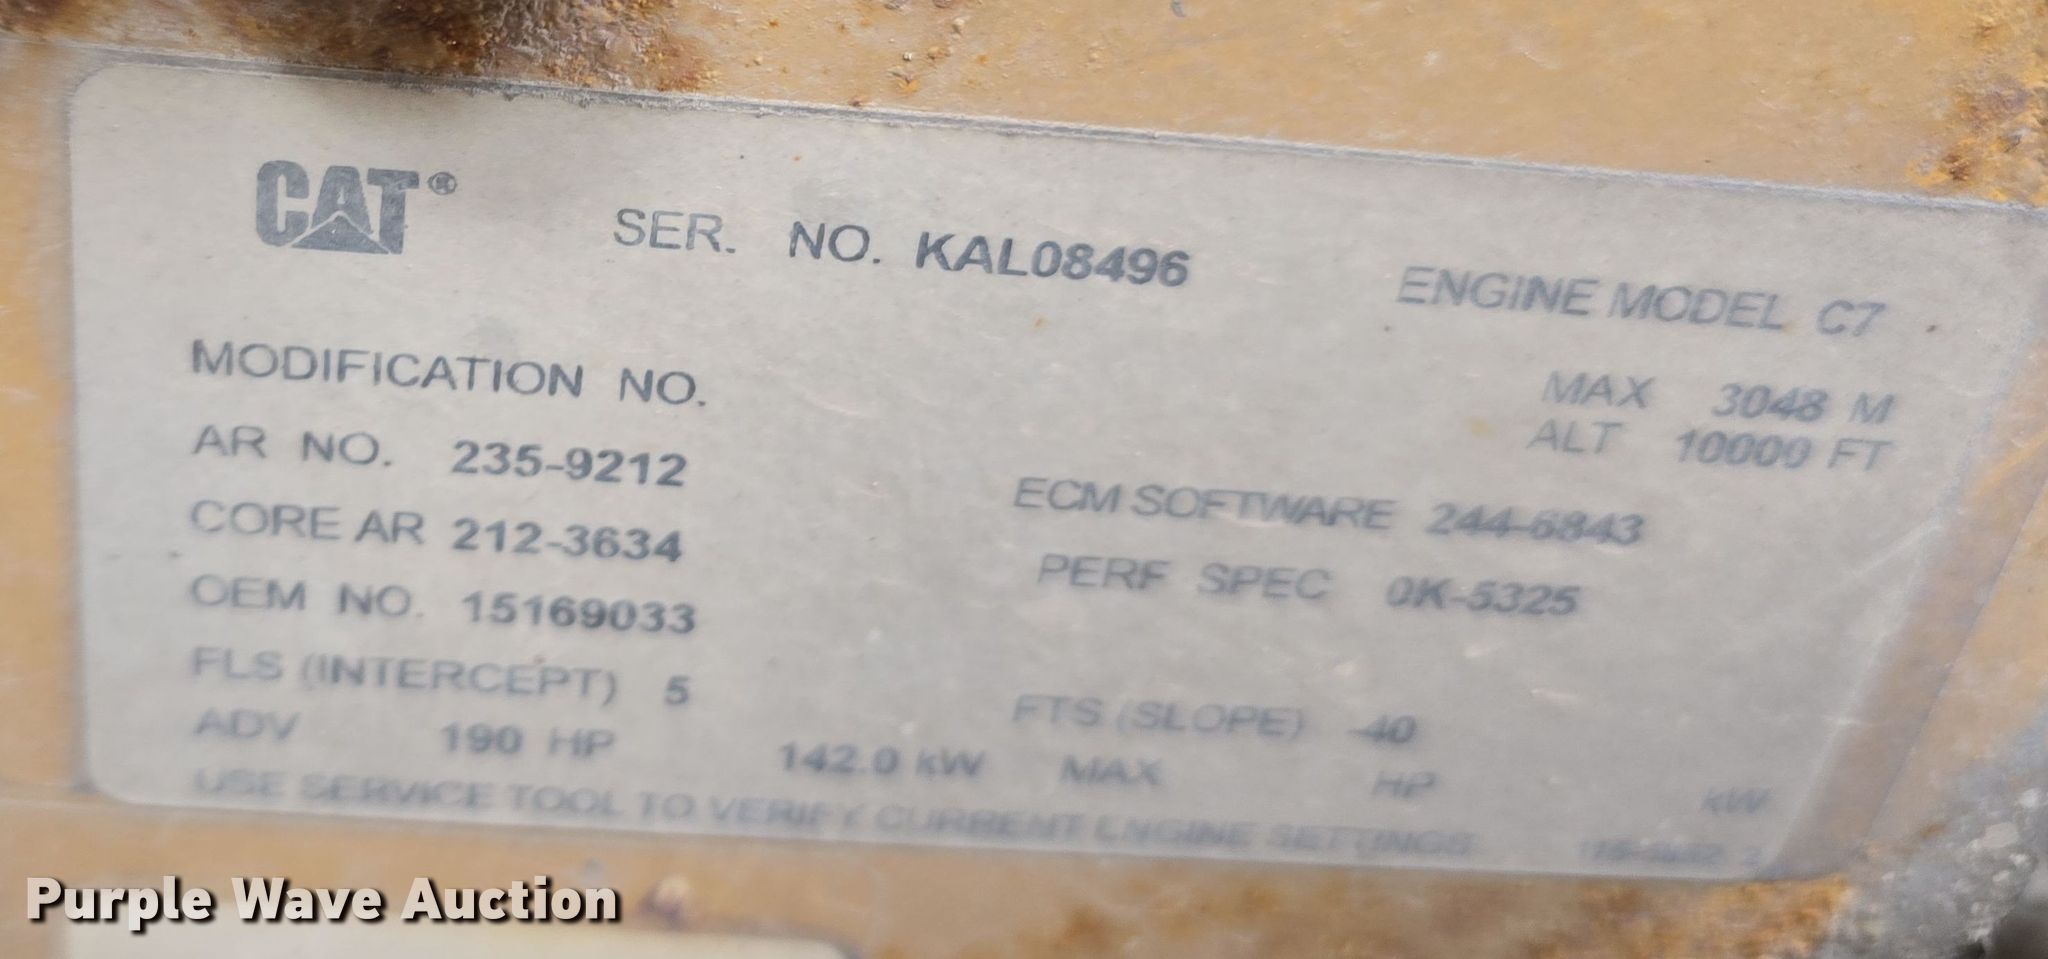 CAT® SER. NO. KAL08496
ENGINE MODEL C7
MODIFICATION NO.
MAX 3048 M
ALT 10000 FT
AR NO. 235-9212
ECM SOFTWARE 244-6843
CORE AR 212-3634
PERF SPEC 0K-5325
OEM NO. 15169033
FLS (INTERCEPT) 5
FTS (SLOPE) -40
ADV 190 HP 142.0 kW MAX HP kW
USE SERVICE TOOL TO VERIFY CURRENT ENGINE SETTINGS
Purple Wave Auction